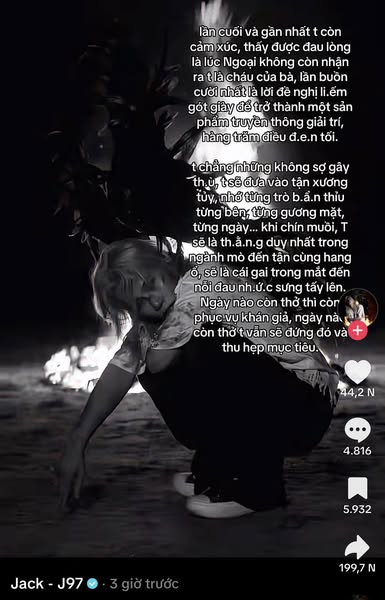 lần cuối và gần nhất t còn
cảm xúc, thấy được đau lòng
là lúc Ngoại không còn nhận
ra t là cháu của bà, lần buồn
cười nhất là lời đề nghị li.ếm
gót giày để trở thành một sản
phẩm truyền thông giải trí,
hàng trăm điều đ.e.n tối.
t chẳng những không sợ gây
th.ù, t sẽ đưa vào tận xương
tủy, nhớ từng trò b.ẩ.n thỉu
từng bên, từng gương mặt,
từng ngày... khi chín muồi, T
sẽ là th.ằ.n.g duy nhất trong
ngành mò đến tận cùng hang
ổ, sẽ là cái gai trong mắt đến
nỗi đau nh.ứ.c sưng tấy lên.
Ngày nào còn thở thì còn
phục vụ khán giả, ngày nào
còn thở t vẫn sẽ đứng đó và
thu hẹp mục tiêu.
44,2 N
4.816
5.932
199,7 N
Jack - J97 · 3 giờ trước